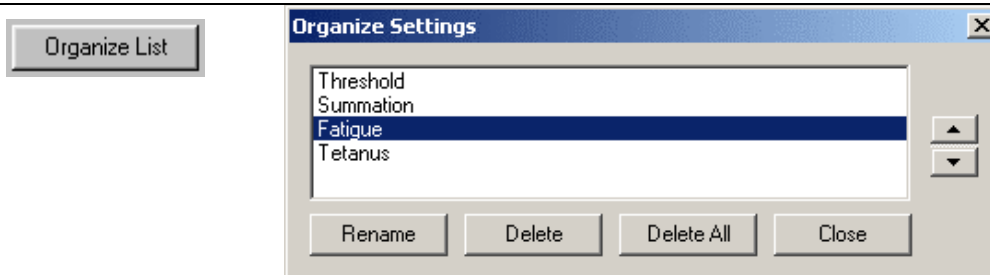 Organize List
Organize Settings
Threshold
Summation
Fatigue
Tetanus
Rename Delete Delete All Close